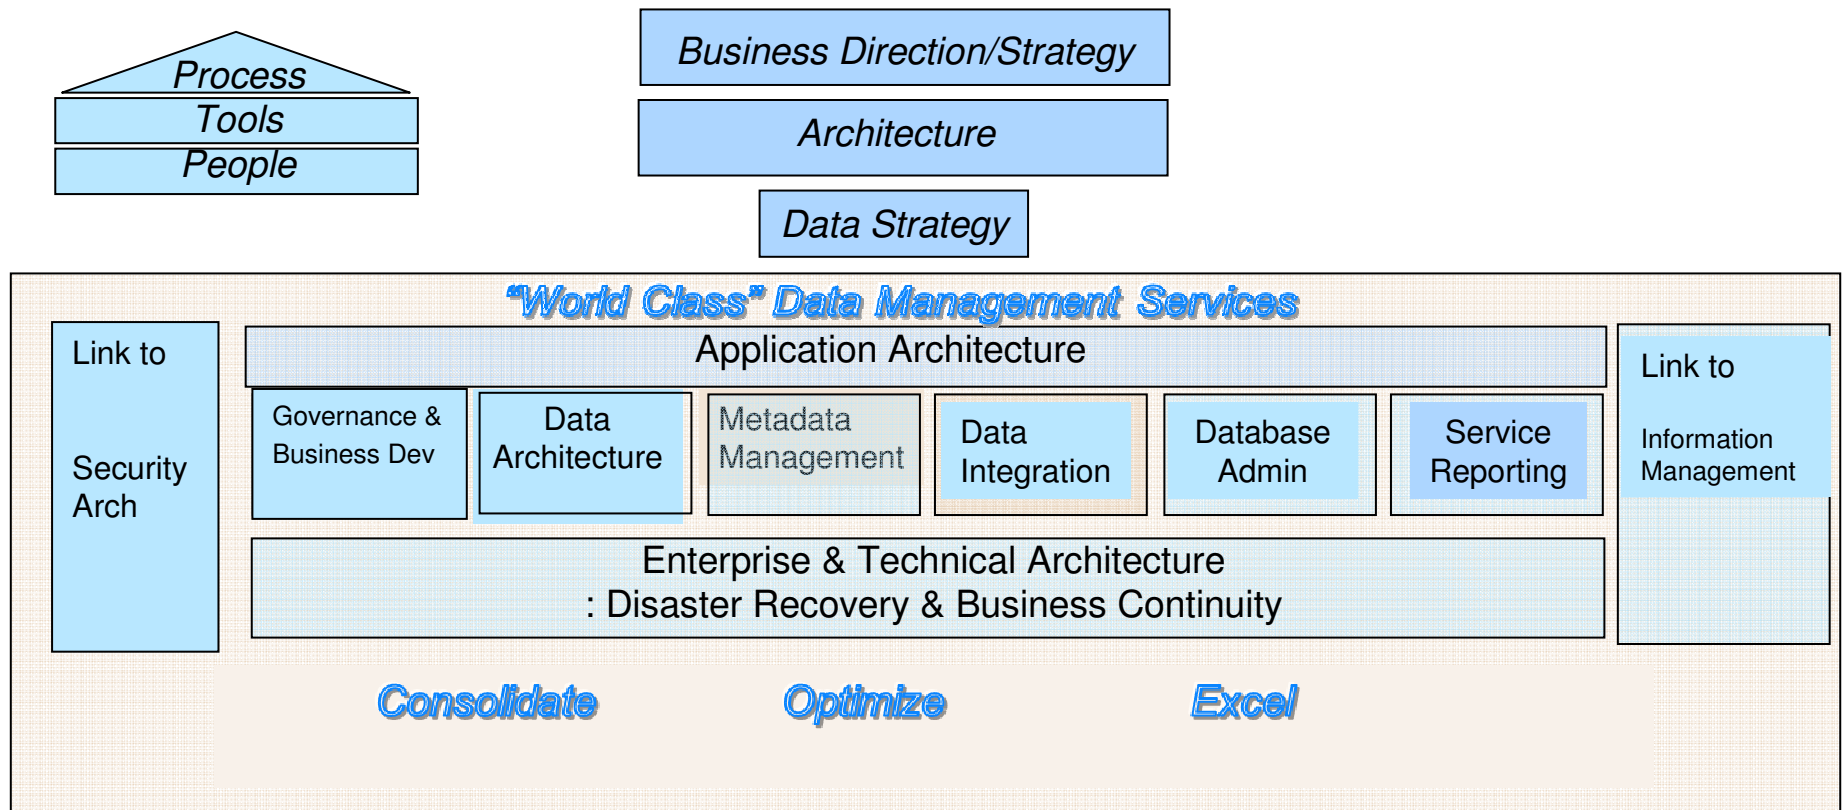 Process
Tools
People
Business Direction/Strategy
Architecture
Data Strategy
“World Class” Data Management Services
Link to
Security
Arch
Application Architecture
Governance &
Business Dev
Data
Architecture
Metadata
Management
Data
Integration
Database
Admin
Service
Reporting
Link to
Information
Management
Enterprise & Technical Architecture
: Disaster Recovery & Business Continuity
Consolidate
Optimize
Excel